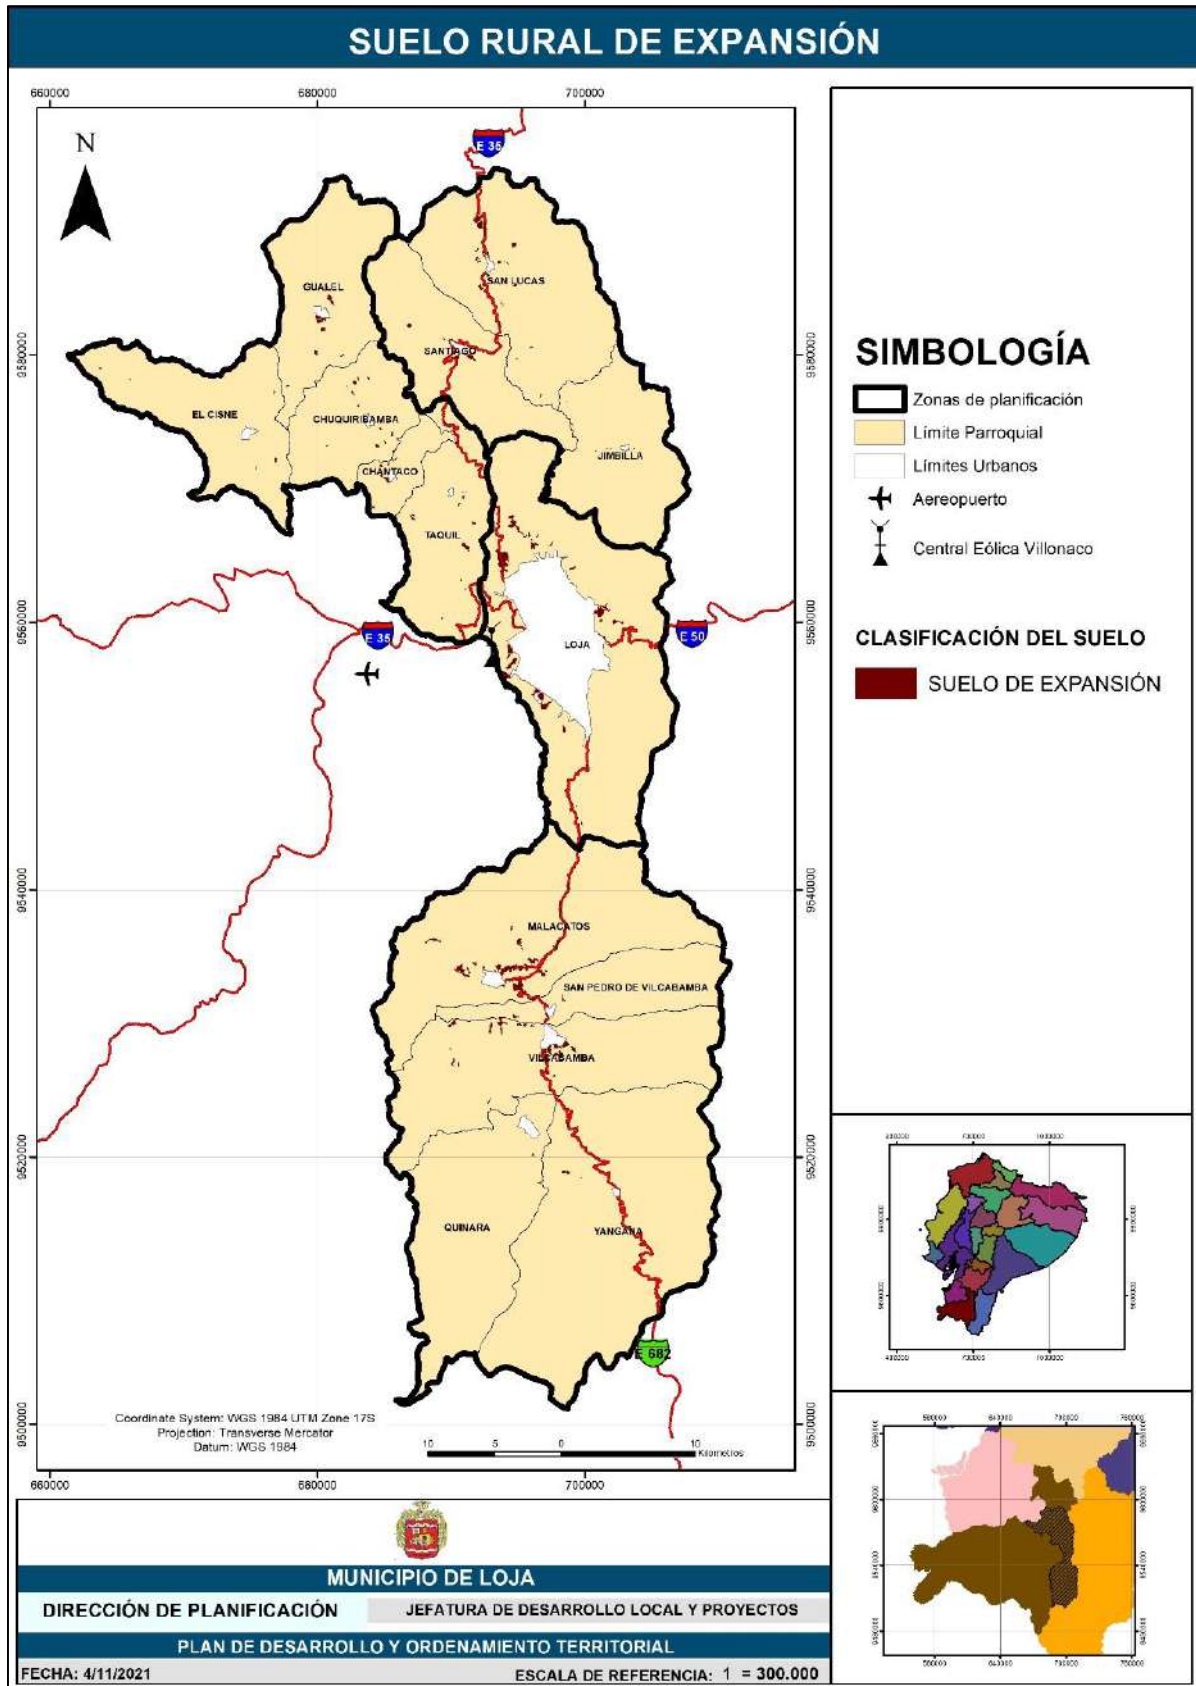 SUELO RURAL DE EXPANSIÓN
660000
680000
700000
N
E 35
SAN LUCAS
GUALEL
9580000
SANTIAGO
9580000
EL CISNE
CHUQUIRIBAMBA
CHANTACO
JIMBILLA
TAQUIL
9560000
E 35
LOJA
E 50
9560000
9540000
9540000
MALACATOS
SAN PEDRO DE VILCABAMBA
VILCABAMBA
9520000
9520000
QUINARA
YANGANA
E 682
9500000
9500000
Coordinate System: WGS 1984 UTM Zone 17S
Projection: Transverse Mercator
Datum: WGS 1984
10
5
0
10
Kilometros
660000
680000
700000
SIMBOLOGÍA
Zonas de planificación
Límite Parroquial
Límites Urbanos
Aereopuerto
Central Eólica Villonaco
CLASIFICACIÓN DEL SUELO
SUELO DE EXPANSIÓN
MUNICIPIO DE LOJA
DIRECCIÓN DE PLANIFICACIÓN
JEFATURA DE DESARROLLO LOCAL Y PROYECTOS
PLAN DE DESARROLLO Y ORDENAMIENTO TERRITORIAL
FECHA: 4/11/2021
ESCALA DE REFERENCIA: 1 = 300.000